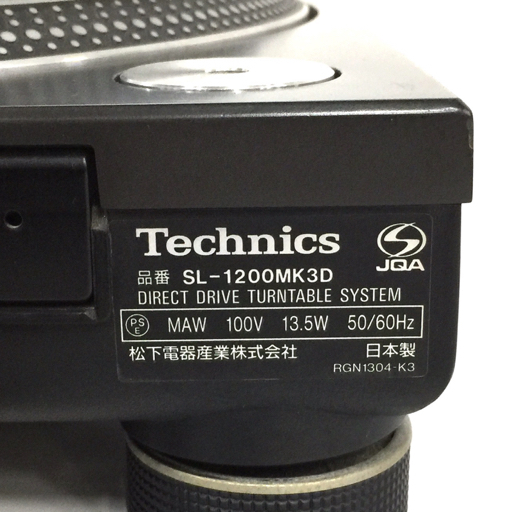 Technics
JQA
品番 SL-1200MK3D
DIRECT DRIVE TURNTABLE SYSTEM
PS E MAW 100V 13.5W 50/60Hz
松下電器産業株式会社 日本製
RGN1304-K3